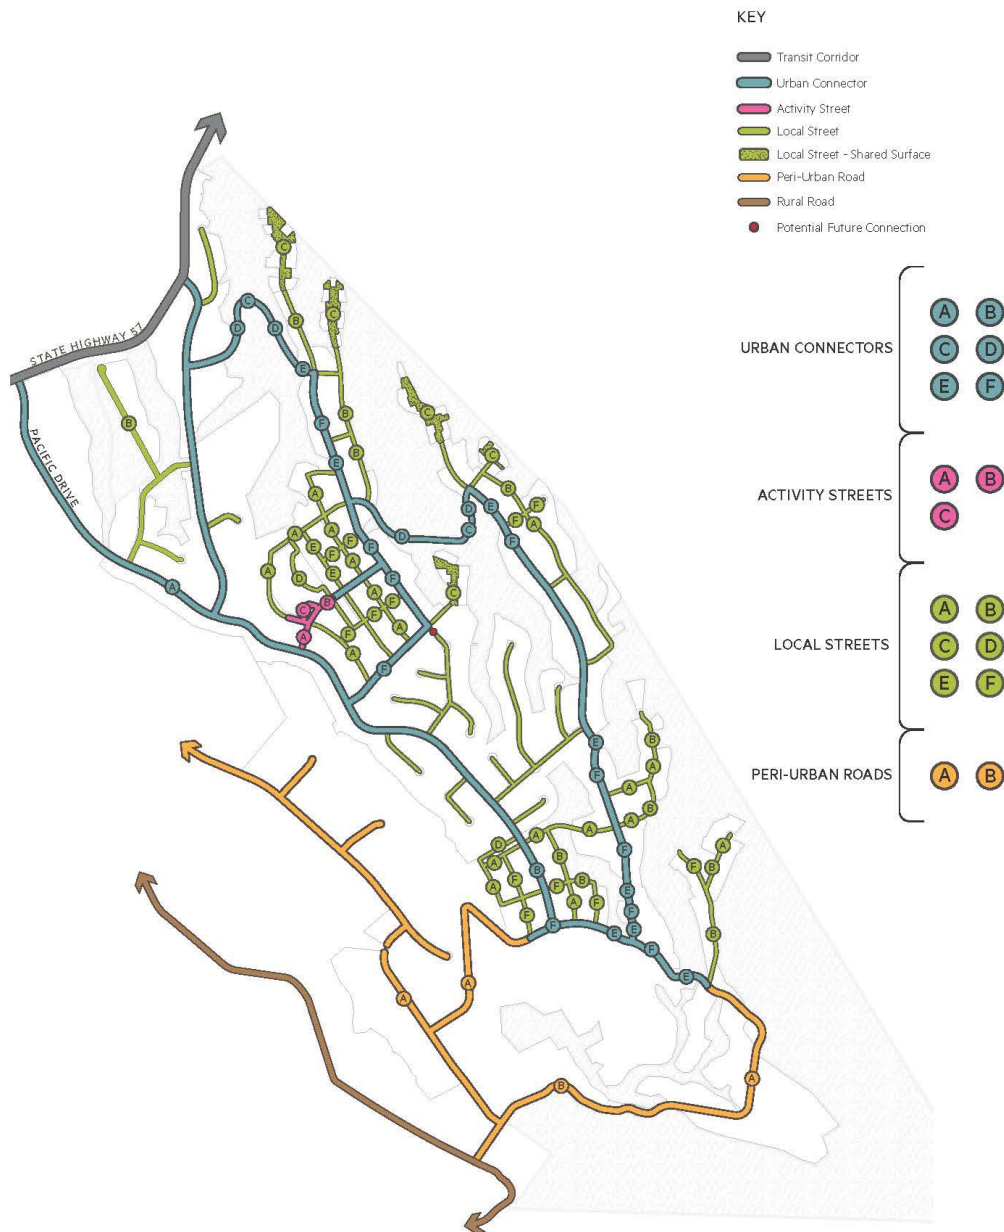 KEY
Transit Corridor
Urban Connector
Activity Street
Local Street
Local Street - Shared Surface
Peri-Urban Road
Rural Road
Potential Future Connection
STATE HIGHWAY 57
PACIFIC DRIVE
URBAN CONNECTORS
A B
C D
E F
ACTIVITY STREETS
A B
C
LOCAL STREETS
A B
C D
E F
PERI-URBAN ROADS
A B
C
B
C
C
D
D
E
B
B
F
B
E
C
C
B
A
D
E
F
F
A
C
D
A
A
F
F
E
F
A
F
A
D
F
A
A
F
C
B
F
F
A
F
A
A
F
B
E
A
F
A
B
A
A
A
D
A
B
F
A
F
B
F
B
A
E
A
F
F
A
F
F
B
A
B
F
F
E
E
F
E
A
A
A
B